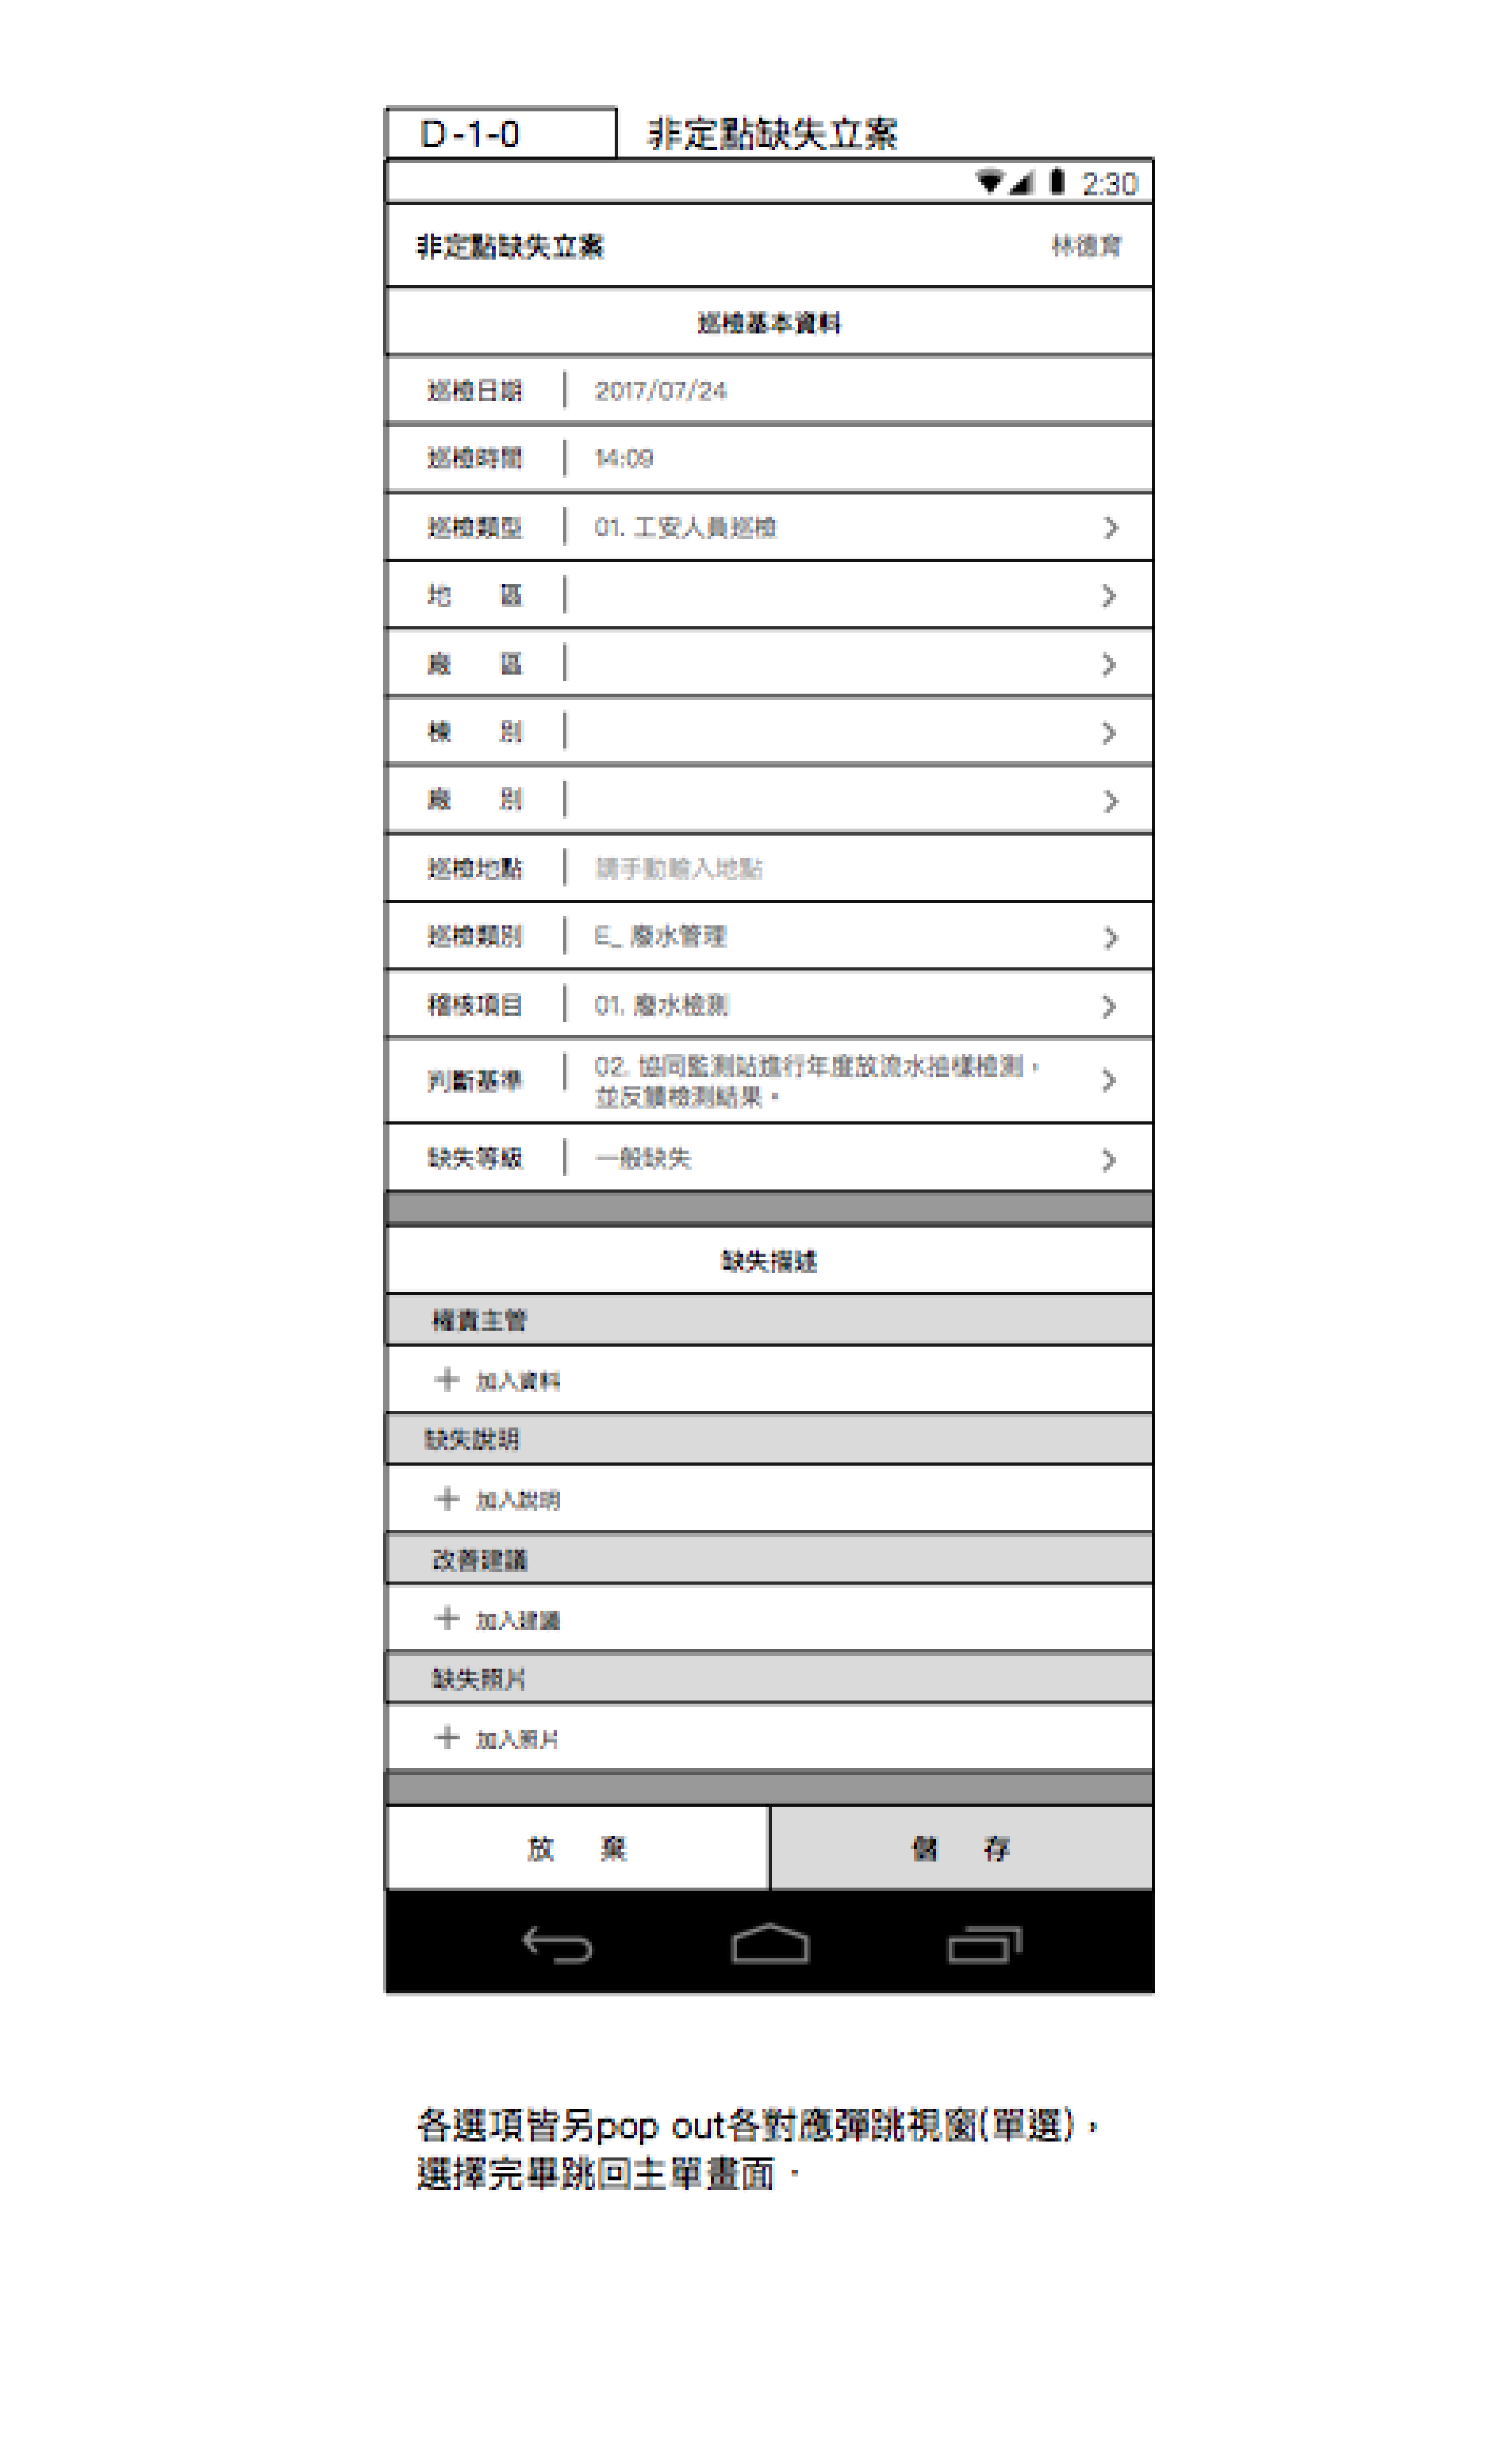 D-1-0
非定點缺失立案
2:30
非定點缺失立案
林德育
巡檢基本資料
巡檢日期 2017/07/24
巡檢時間 14:09
巡檢類型 01. 工安人員巡檢
地 區
廠 區
棟 別
廠 別
巡檢地點 請手動輸入地點
巡檢類別 E_ 廢水管理
稽核項目 01. 廢水檢測
判斷基準 02. 協同監測站進行年度放流水抽樣檢測，
並反饋檢測結果。
缺失等級 一般缺失
缺失描述
權責主管
+ 加入資料
缺失說明
+ 加入說明
改善建議
+ 加入建議
缺失照片
+ 加入照片
放 棄
儲 存
各選項皆另pop out各對應彈跳視窗(單選)，
選擇完畢跳回主單畫面。